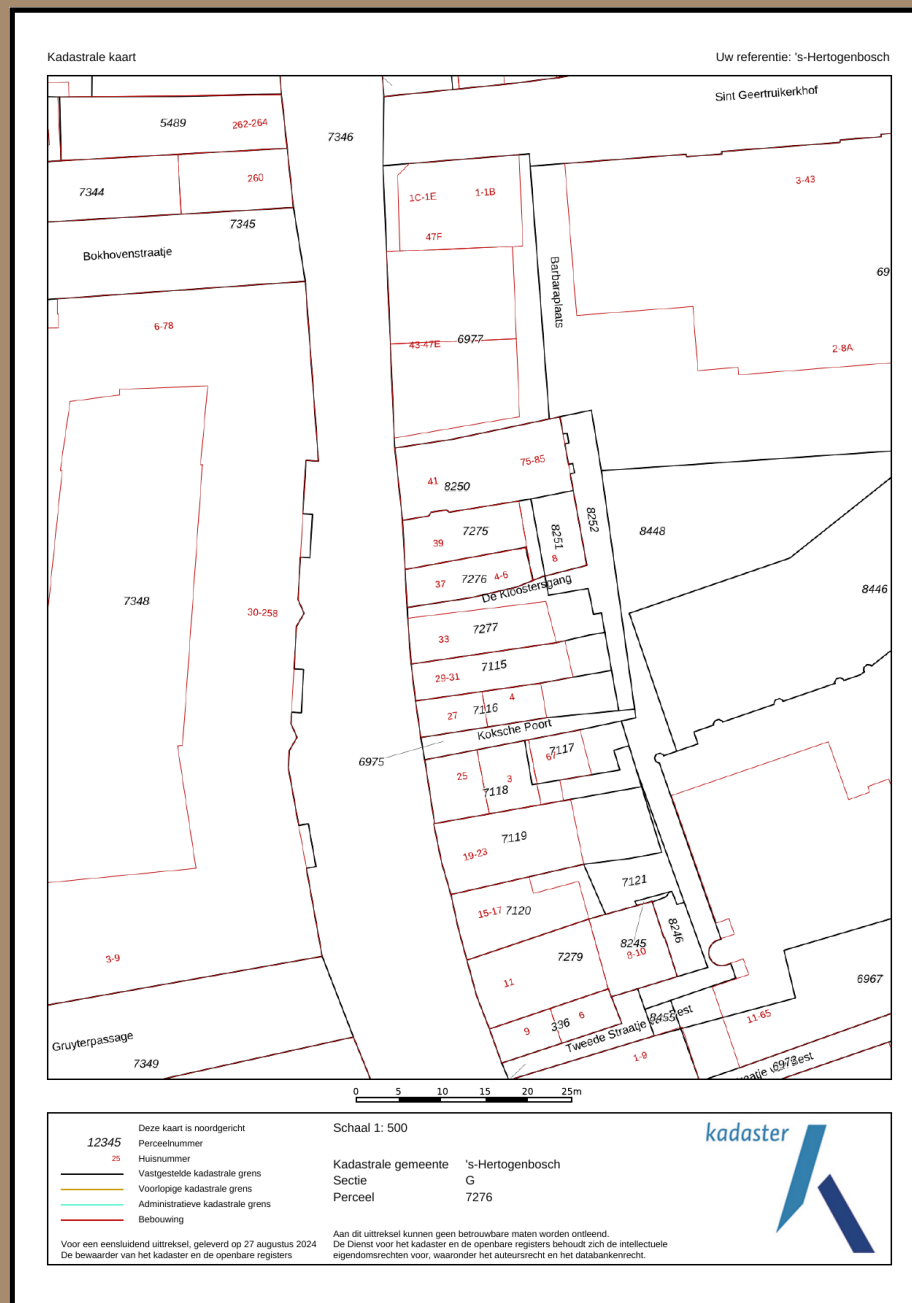 Kadastrale kaart
Uw referentie: 's-Hertogenbosch
Sint Geertruikerkhof
5489
262-264
7346
260
7344
1C-1E
1-1B
3-43
7345
47F
Bokhovenstraatje
Barbaraplaats
69
6-78
6977
43-47E
2-8A
75-85
41
8250
8252
7275
8251
39
8448
8
7276
4-6
37
De Kloostersgang
8446
7348
30-258
7277
33
7115
29-31
4
7116
27
Koksche Poort
6975
7117
67
25
3
7118
7119
19-23
7121
15-17
7120
8246
8245
8-10
7279
3-9
11
6967
6
336
9
8455
11-65
Tweede Straatje
Gruyterpassage
1-9
7349
6973
0 5 10 15 20 25m
Deze kaart is noordgericht
12345 Perceelnummer
25 Huisnummer
Vastgestelde kadastrale grens
Voorlopige kadastrale grens
Administratieve kadastrale grens
Bebouwing
Voor een eensluidend uittreksel, geleverd op 27 augustus 2024
De bewaarder van het kadaster en de openbare registers
Schaal 1: 500
Kadastrale gemeente 's-Hertogenbosch
Sectie G
Perceel 7276
Aan dit uittreksel kunnen geen betrouwbare maten worden ontleend.
De Dienst voor het kadaster en de openbare registers behoudt zich de intellectuele
eigendomsrechten voor, waaronder het auteursrecht en het databankenrecht.
kadaster